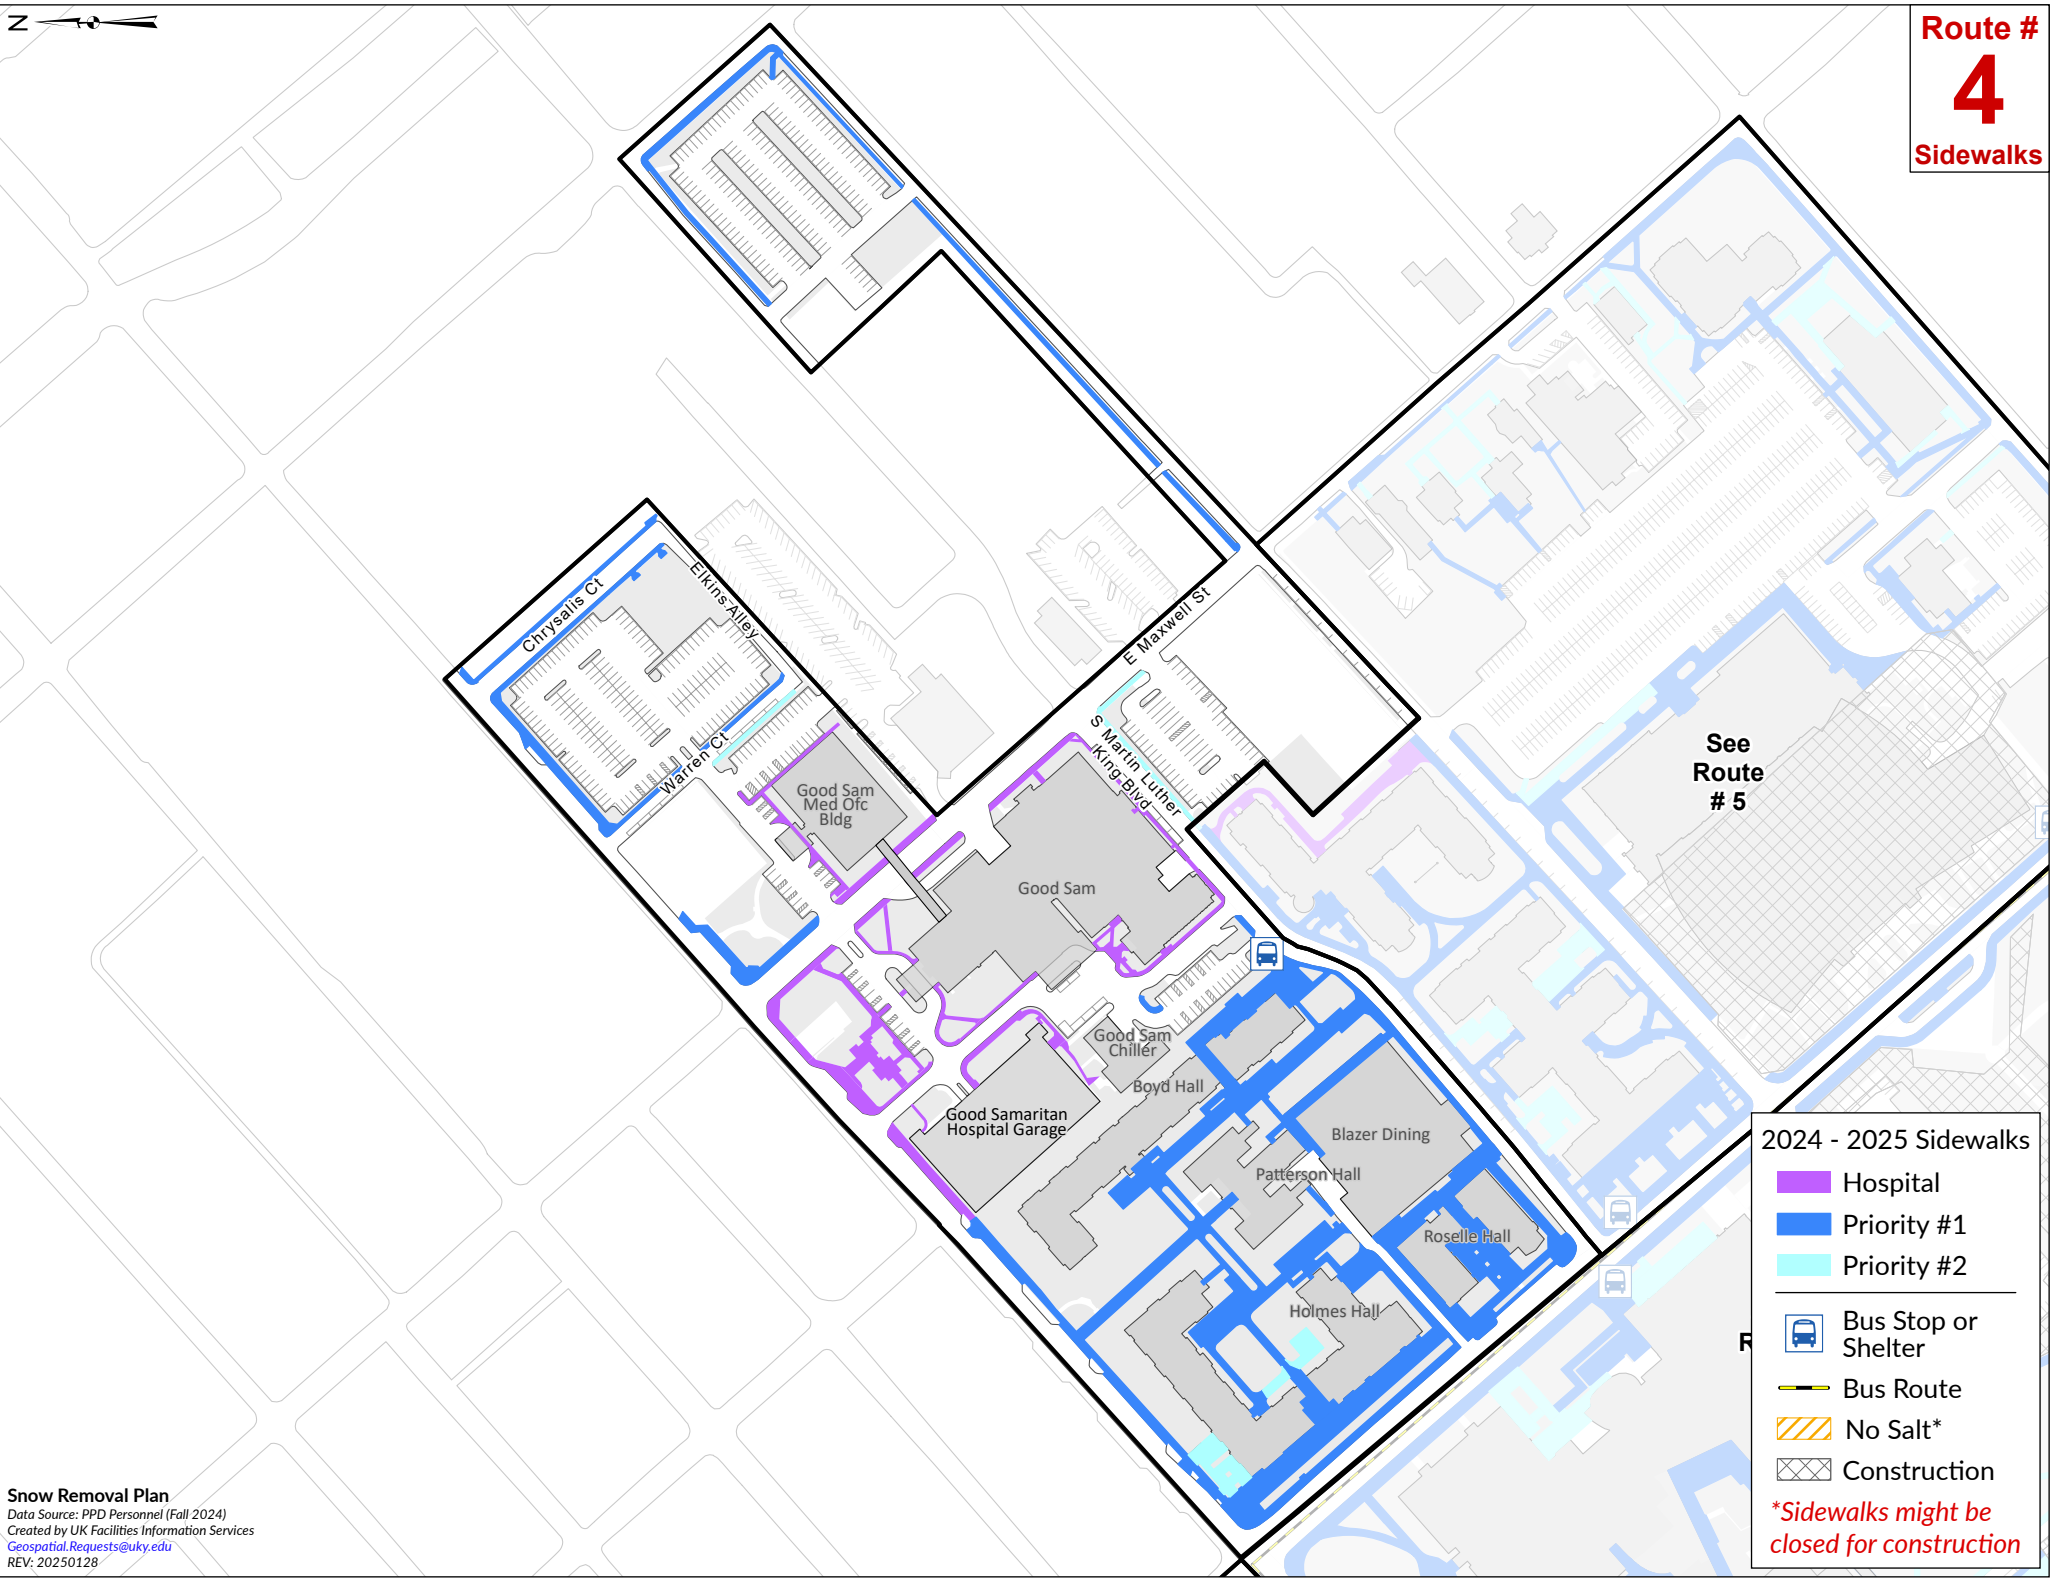 N
Route #
4
Sidewalks
Chrysalis Ct
Elkins Alley
Warren Ct
E Maxwell St
S Martin Luther
King Blvd
Good Sam
Med Ofc
Bldg
Good Sam
See
Route
# 5
Good Sam
Chiller
Boyd Hall
Good Samaritan
Hospital Garage
Blazer Dining
Patterson Hall
Roselle Hall
Holmes Hall
R
2024 - 2025 Sidewalks
Hospital
Priority #1
Priority #2
Bus Stop or
Shelter
Bus Route
No Salt*
Construction
*Sidewalks might be
closed for construction
Snow Removal Plan
Data Source: PPD Personnel (Fall 2024)
Created by UK Facilities Information Services
Geospatial.Requests@uky.edu
REV: 20250128